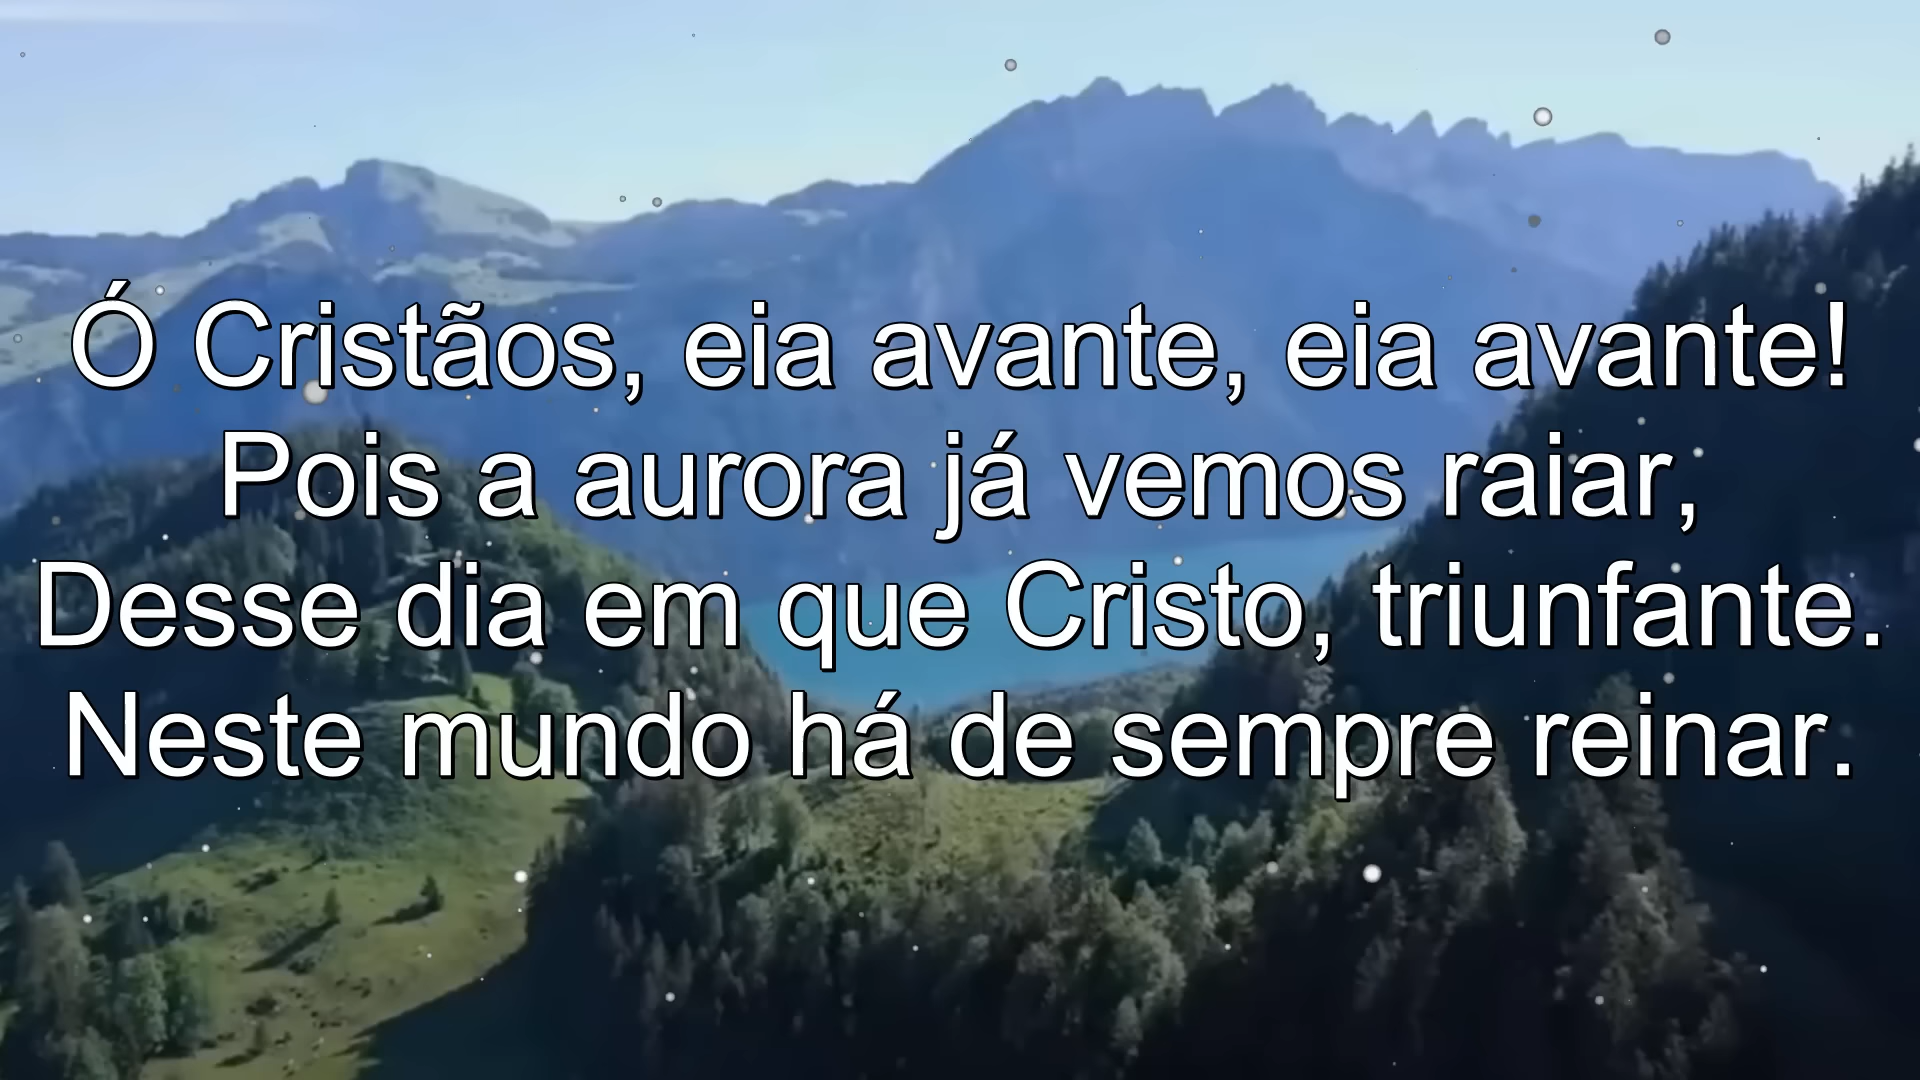 Ó Cristãos, eia avante, eia avante!
Pois a aurora já vemos raiar,
Desse dia em que Cristo, triunfante.
Neste mundo há de sempre reinar.